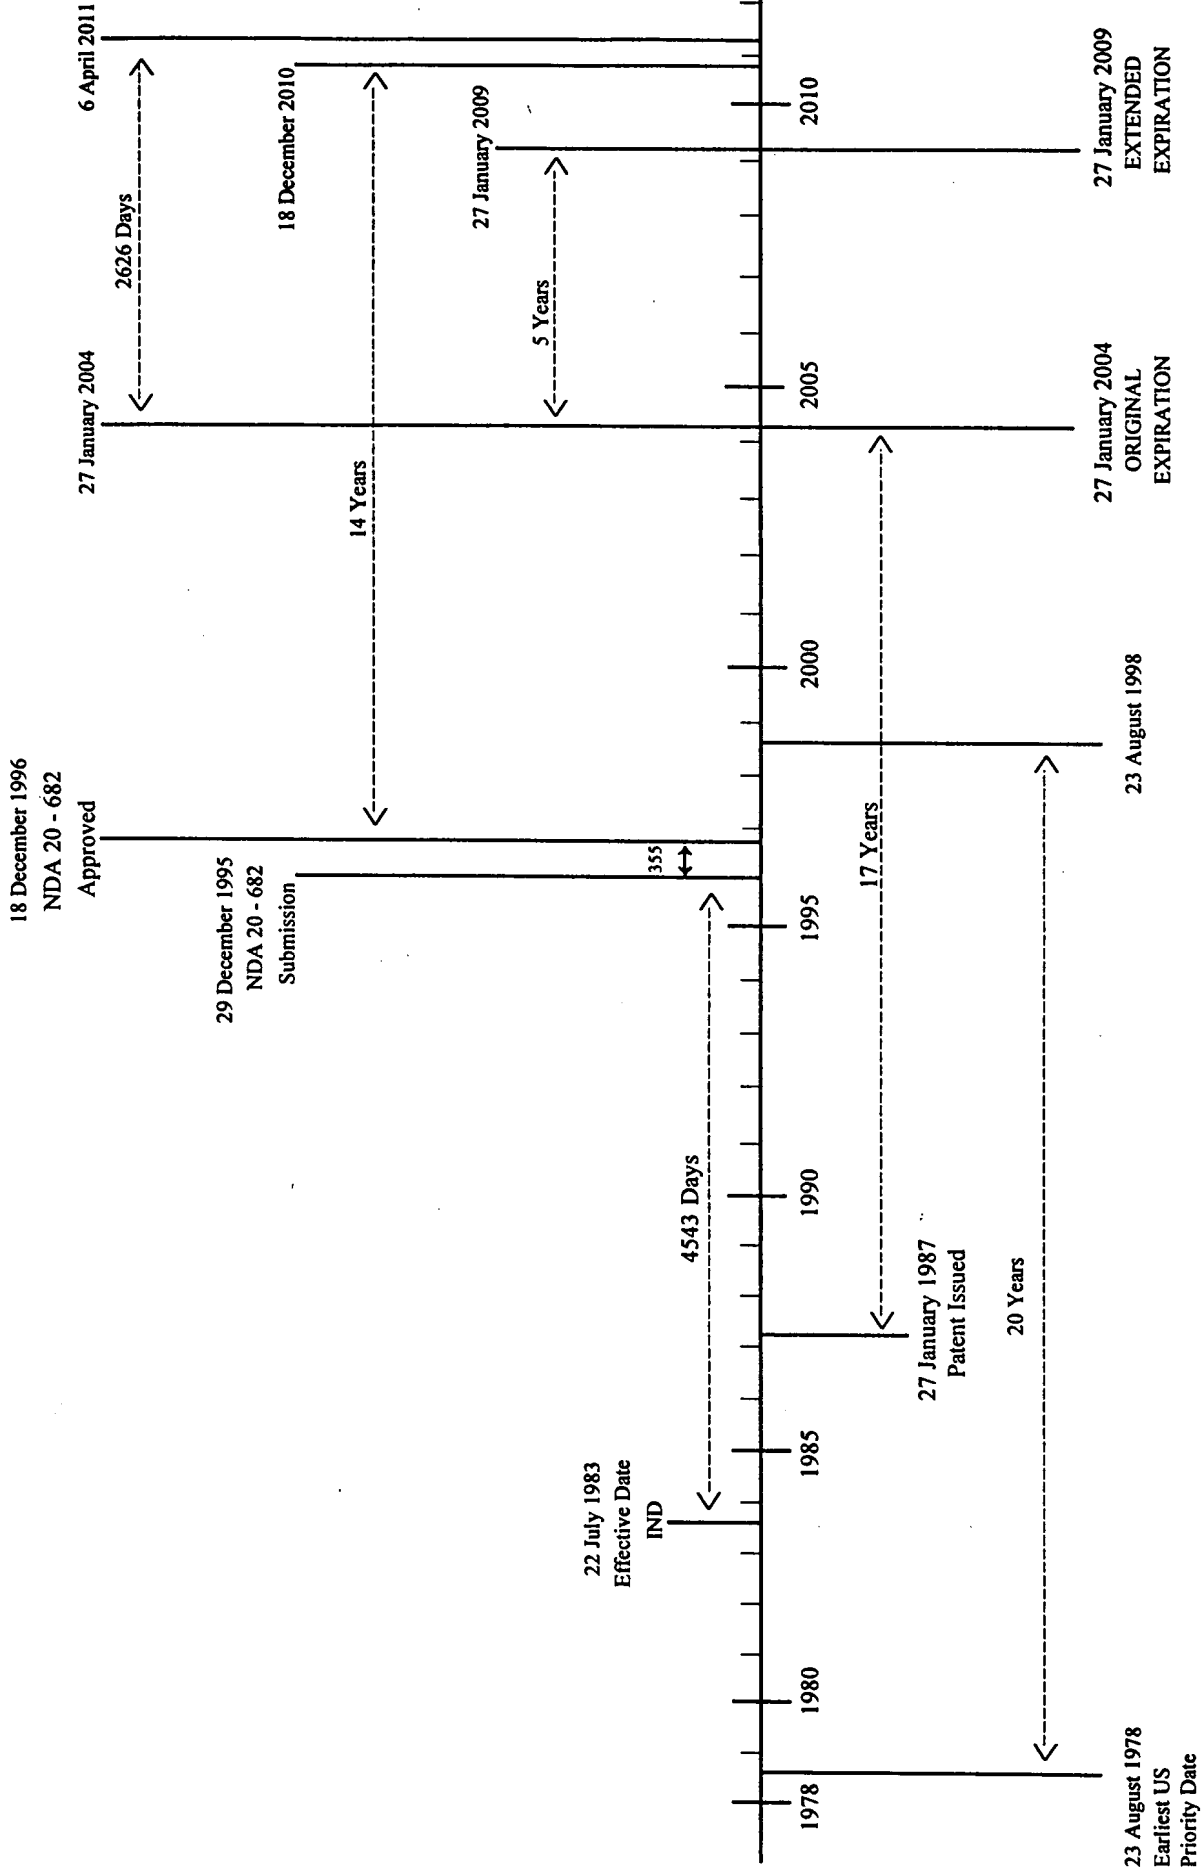 18 December 1996
NDA 20 - 682
Approved
29 December 1995
NDA 20 - 682
Submission
27 January 2004
6 April 2011
2626 Days
18 December 2010
14 Years
27 January 2009
5 Years
22 July 1983
Effective Date
IND
4543 Days
355
1978
1980
1985
1990
1995
2000
2005
2010
27 January 1987
Patent Issued
17 Years
20 Years
23 August 1978
Earliest US
Priority Date
23 August 1998
27 January 2004
ORIGINAL
EXPIRATION
27 January 2009
EXTENDED
EXPIRATION